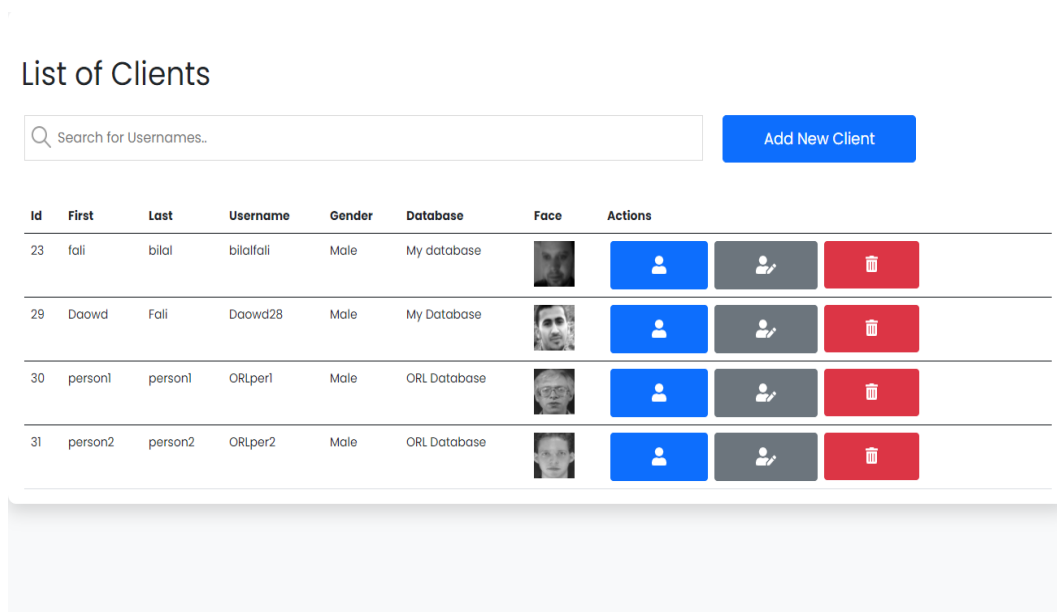 List of Clients
Search for Usernames..
Add New Client
Id First Last Username Gender Database Face Actions
23 fali bilal bilalfali Male My database
29 Daowd Fali Daowd28 Male My Database
30 person1 person1 ORLper1 Male ORL Database
31 person2 person2 ORLper2 Male ORL Database